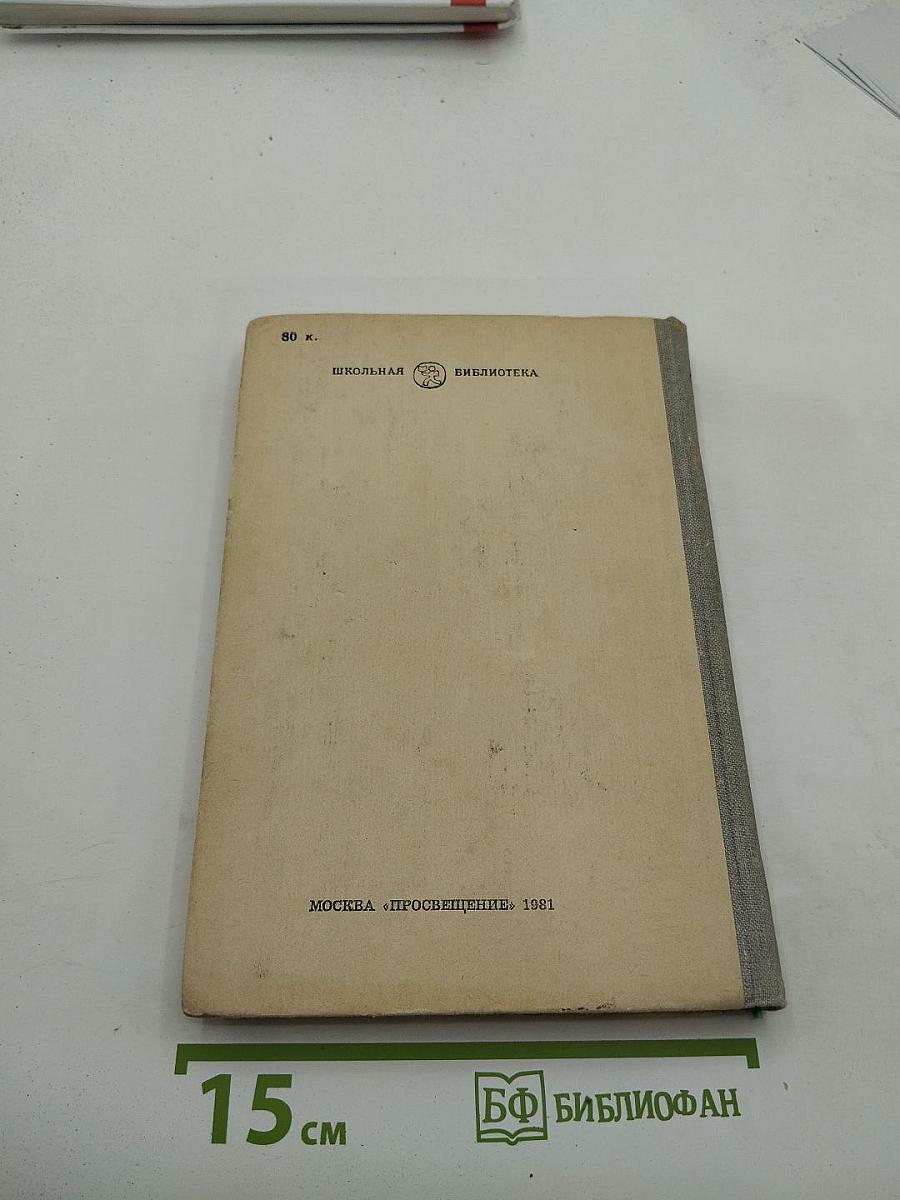 80 к.
ШКОЛЬНАЯ БИБЛИОТЕКА
МОСКВА «ПРОСВЕЩЕНИЕ» 1981
15 см
БФ БИБЛИОФАН